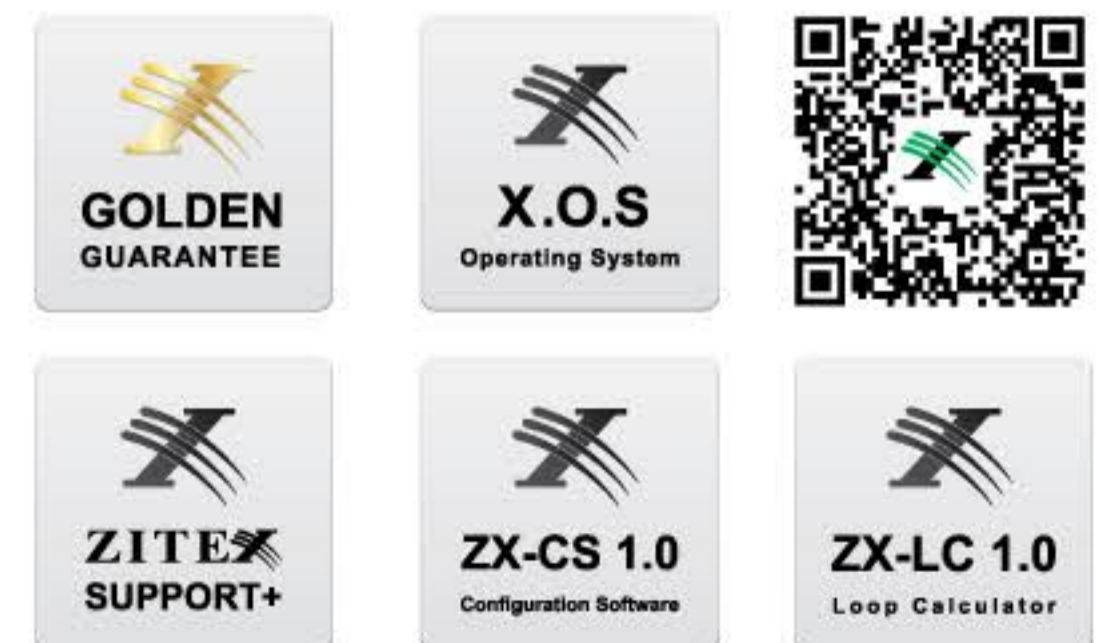 GOLDEN
GUARANTEE
X.O.S
Operating System
ZITEX
SUPPORT+
ZX-CS 1.0
Configuration Software
ZX-LC 1.0
Loop Calculator